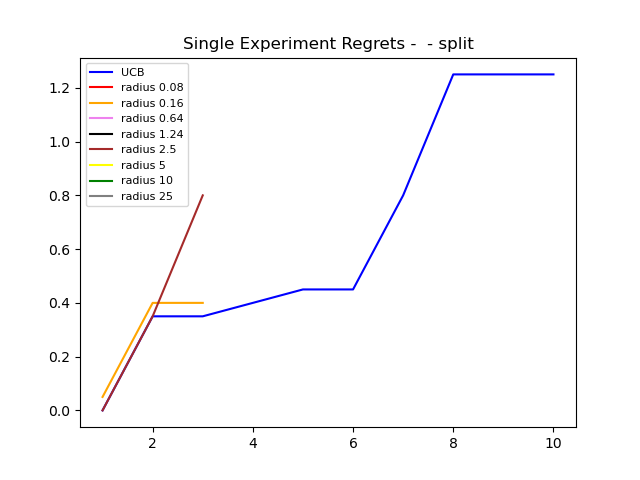 Single Experiment Regrets -  - split
UCB
radius 0.08
radius 0.16
radius 0.64
radius 1.24
radius 2.5
radius 5
radius 10
radius 25
1.2
1.0
0.8
0.6
0.4
0.2
0.0
2 4 6 8 10